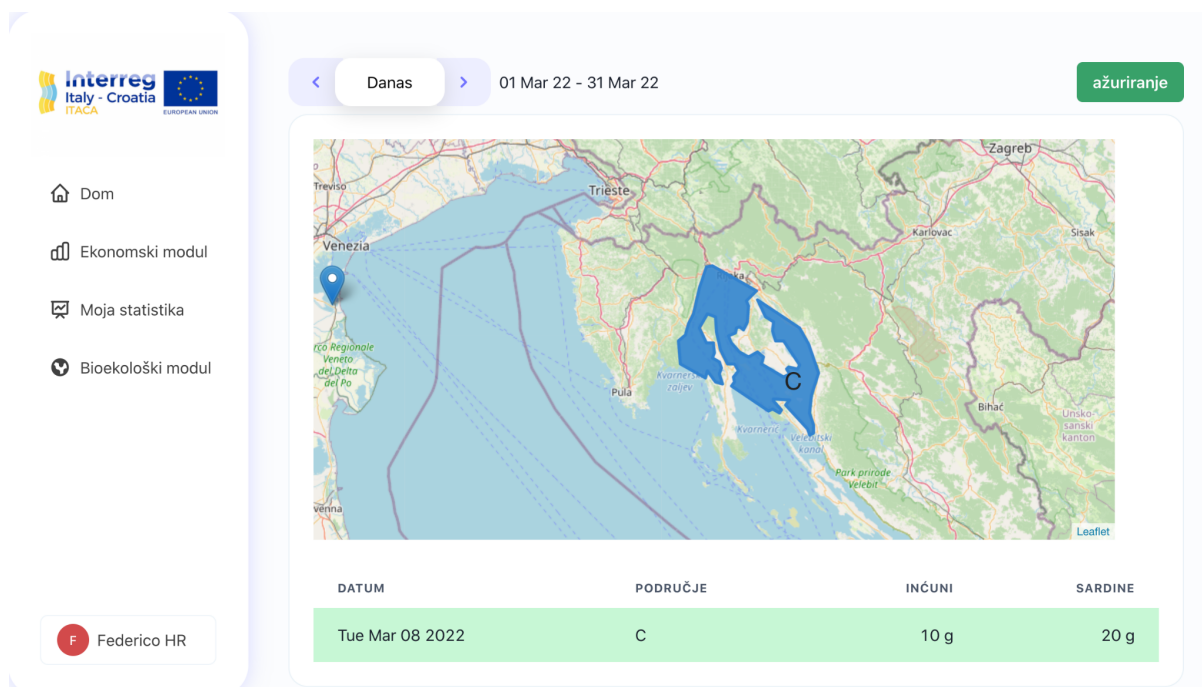 Interreg
Italy - Croatia
ITACA
EUROPEAN UNION
Dom
Ekonomski modul
Moja statistika
Bioekološki modul
F Federico HR
< Danas > 01 Mar 22 - 31 Mar 22
ažuriranje
Zagreb
Treviso
Trieste
Karlovac
Sisak
Venezia
Rijeka
rco Regionale
Veneto
del Delta
del Po
C
Kvarnerski
zaljev
Pula
Bihać
Unsko-
sanski
kanton
Kvarnerić
Velebitski
kanal
Park prirode
Velebit
venna
Leaflet
DATUM PODRUČJE INĆUNI SARDINE
Tue Mar 08 2022 C 10 g 20 g